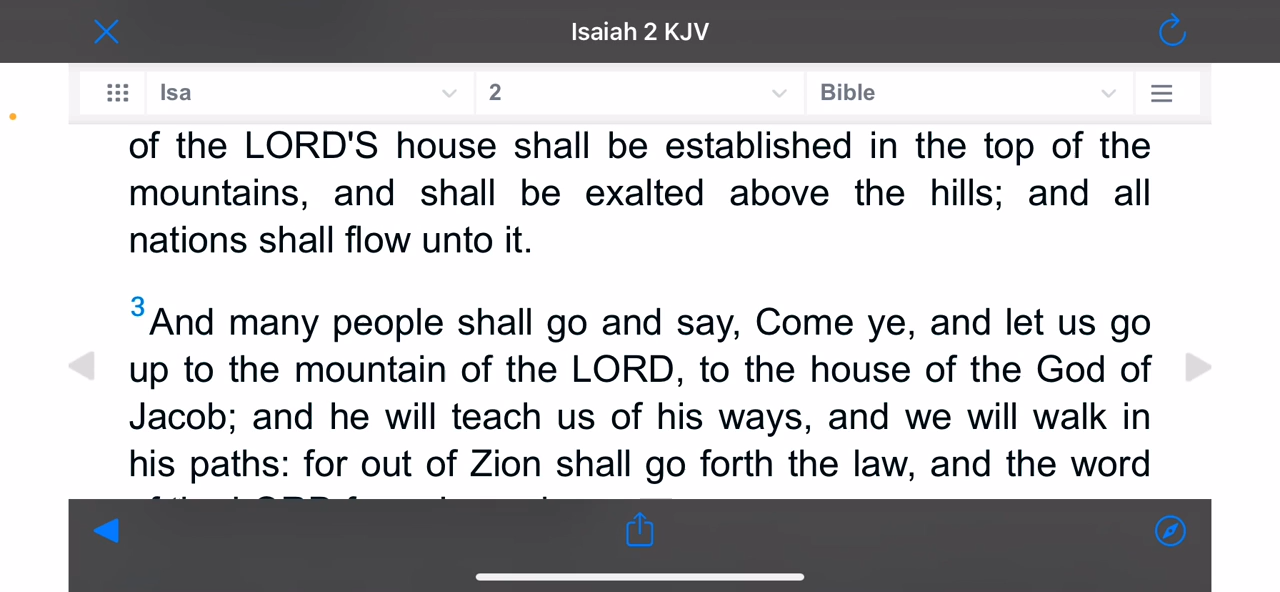 Isaiah 2 KJV
Isa 2 Bible
of the LORD'S house shall be established in the top of the
mountains, and shall be exalted above the hills; and all
nations shall flow unto it.
3 And many people shall go and say, Come ye, and let us go
up to the mountain of the LORD, to the house of the God of
Jacob; and he will teach us of his ways, and we will walk in
his paths: for out of Zion shall go forth the law, and the word